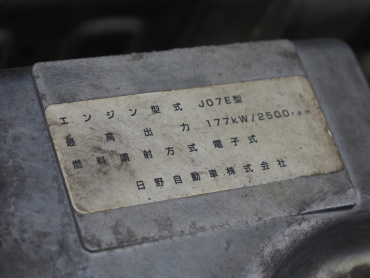 エンジン型式 J07E型
最高出力 177kW/2500r.p.m
燃料噴射方式 電子式
日野自動車株式会社